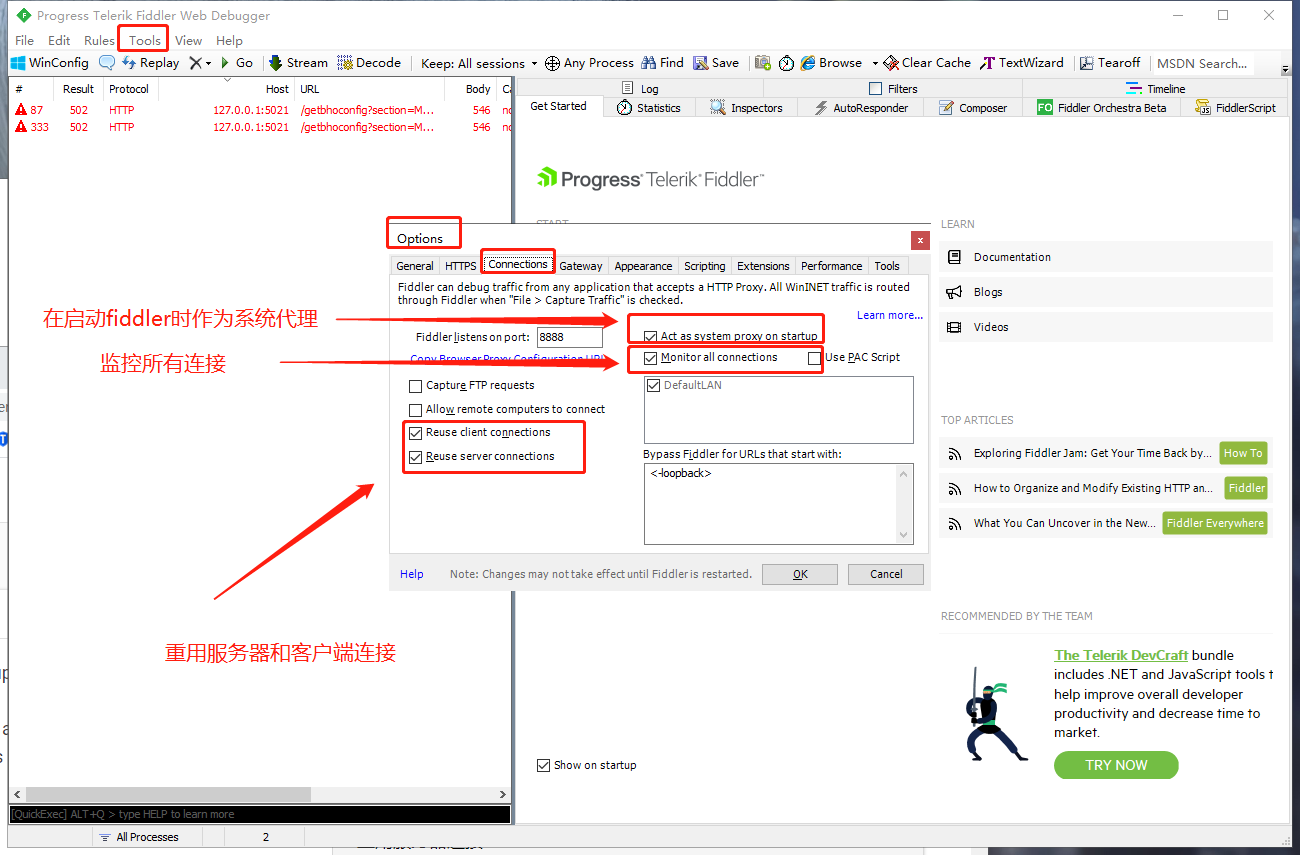 Progress Telerik Fiddler Web Debugger
File Edit Rules Tools View Help
WinConfig Replay Go Stream Decode Keep: All sessions Any Process Find Save Browse Clear Cache TextWizard Tearoff MSDN Search...
# Result Protocol Host URL Body Ca
87 502 HTTP 127.0.0.1:5021 /getbhoconfig?section=M... 546 no
333 502 HTTP 127.0.0.1:5021 /getbhoconfig?section=M... 546 no
Log Filters Timeline
Get Started Statistics Inspectors AutoResponder Composer FO Fiddler Orchestra Beta FiddlerScript
Progress® Telerik® Fiddler™
START
Options
x
General HTTPS Connections Gateway Appearance Scripting Extensions Performance Tools
Fiddler can debug traffic from any application that accepts a HTTP Proxy. All WinINET traffic is routed
through Fiddler when "File > Capture Traffic" is checked.
Learn more...
Fiddler listens on port: 8888
Act as system proxy on startup
Copy Browser Proxy Configuration URL
Monitor all connections Use PAC Script
Capture FTP requests
DefaultLAN
Allow remote computers to connect
Reuse client connections
Reuse server connections
Bypass Fiddler for URLs that start with:
<-loopback>
Help Note: Changes may not take effect until Fiddler is restarted. OK Cancel
在启动fiddler时作为系统代理
监控所有连接
重用服务器和客户端连接
LEARN
Documentation
Blogs
Videos
TOP ARTICLES
Exploring Fiddler Jam: Get Your Time Back by... How To
How to Organize and Modify Existing HTTP an... Fiddler
What You Can Uncover in the New... Fiddler Everywhere
RECOMMENDED BY THE TEAM
The Telerik DevCraft bundle
includes .NET and JavaScript tools t
help improve overall developer
productivity and decrease time to
market.
TRY NOW
Show on startup
[QuickExec] ALT+Q > type HELP to learn more
All Processes 2